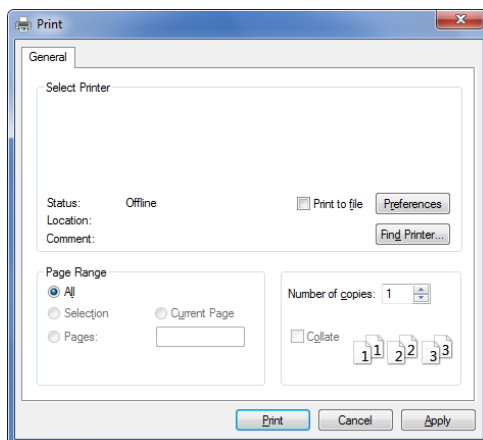 Print
General
Select Printer
Status: Offline Print to file Preferences
Location:
Comment: Find Printer...
Page Range
All
Selection Current Page
Pages:
Number of copies: 1
Collate 1 1 2 2 3 3
Print Cancel Apply